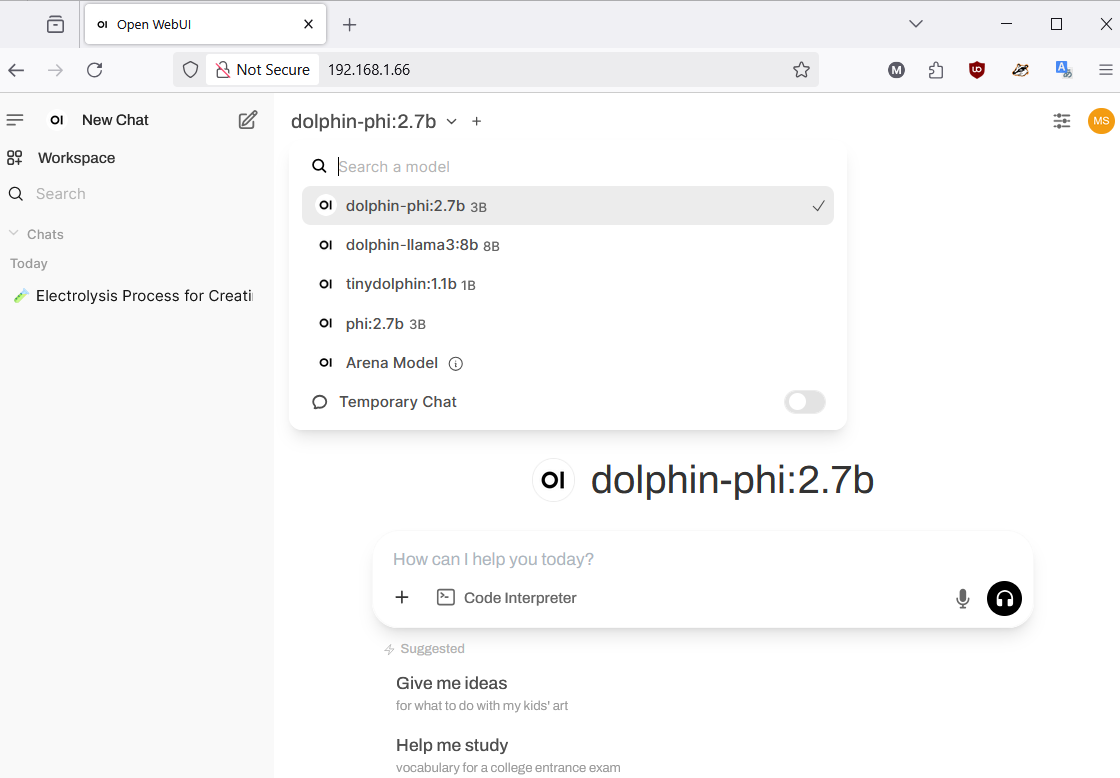 OI Open WebUI
Not Secure 192.168.1.66
M
OI New Chat
Workspace
Search
Chats
Today
Electrolysis Process for Creati
dolphin-phi:2.7b
MS
Search a model
OI dolphin-phi:2.7b 3B
OI dolphin-llama3:8b 8B
OI tinydolphin:1.1b 1B
OI phi:2.7b 3B
OI Arena Model
Temporary Chat
OI dolphin-phi:2.7b
How can I help you today?
Code Interpreter
Suggested
Give me ideas
for what to do with my kids' art
Help me study
vocabulary for a college entrance exam